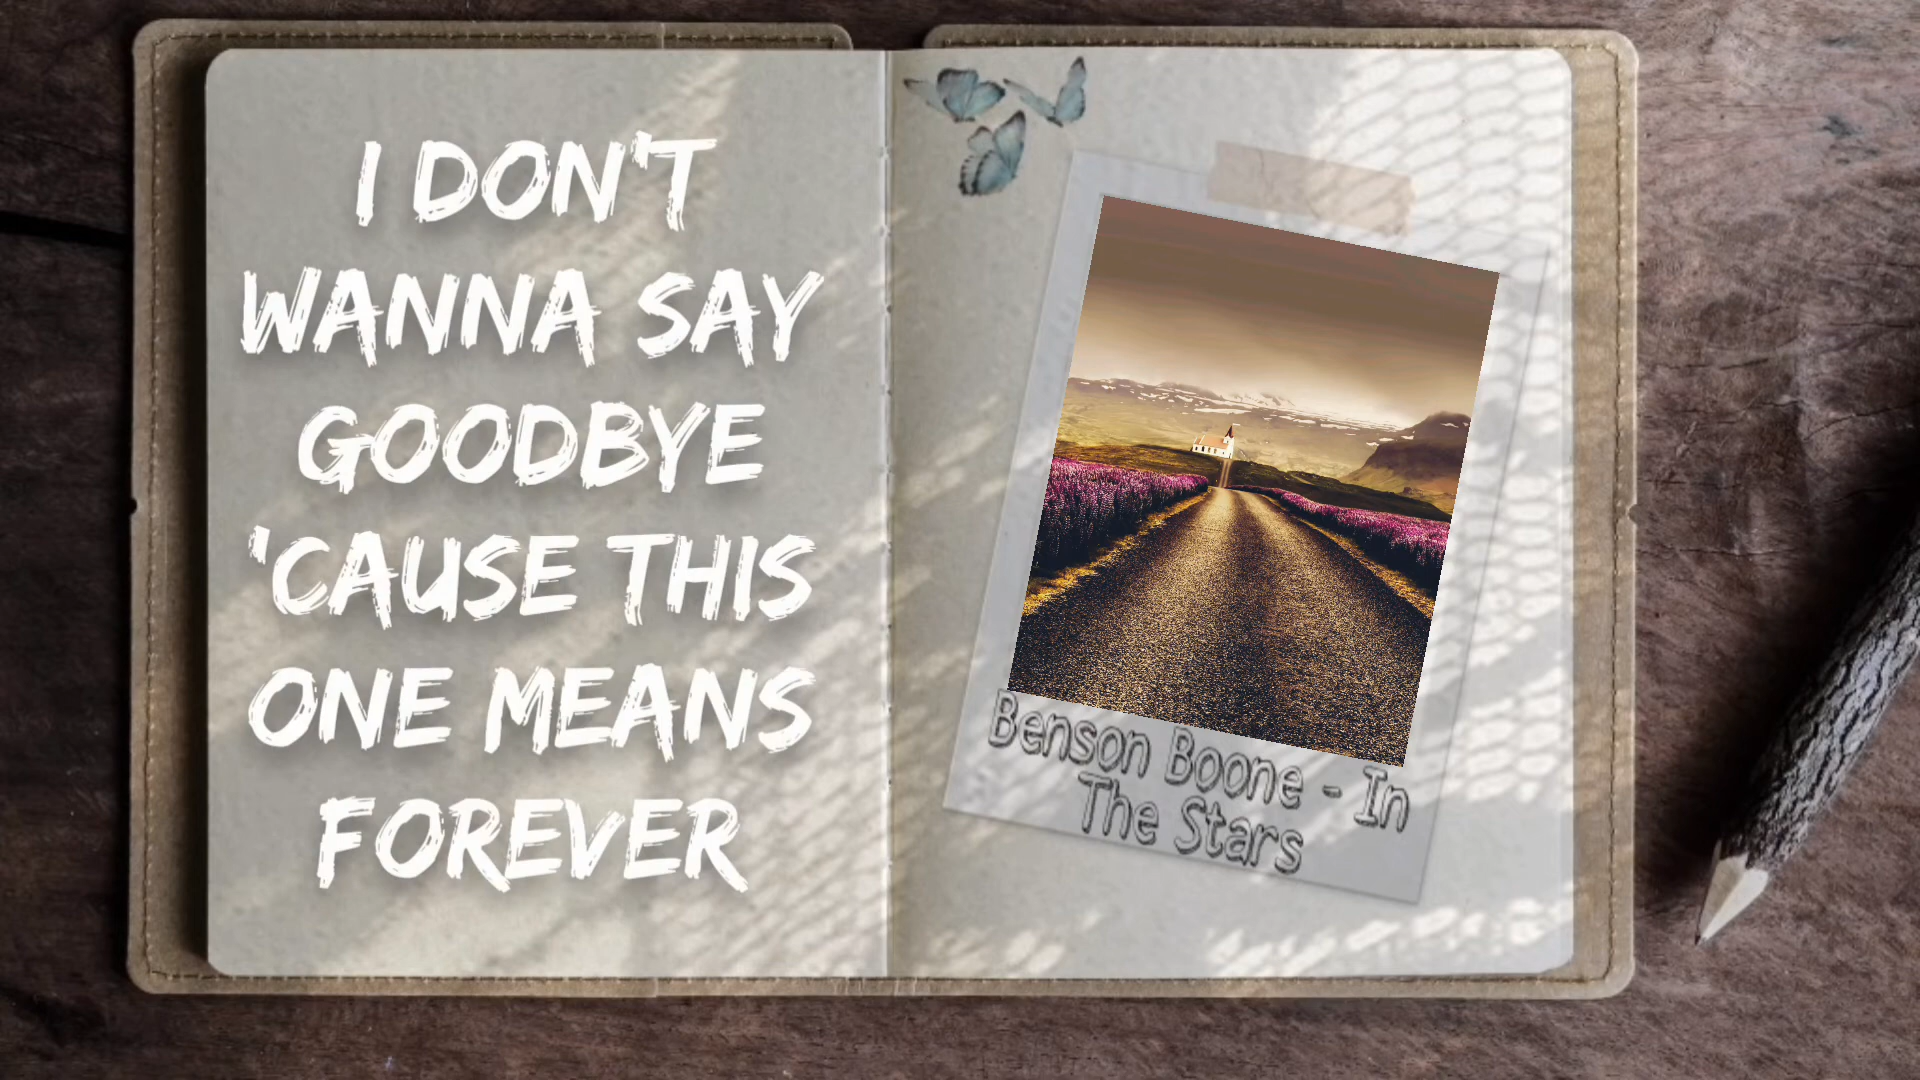 I DON'T
WANNA SAY
GOODBYE
'CAUSE THIS
ONE MEANS
FOREVER
Benson Boone - In
The Stars